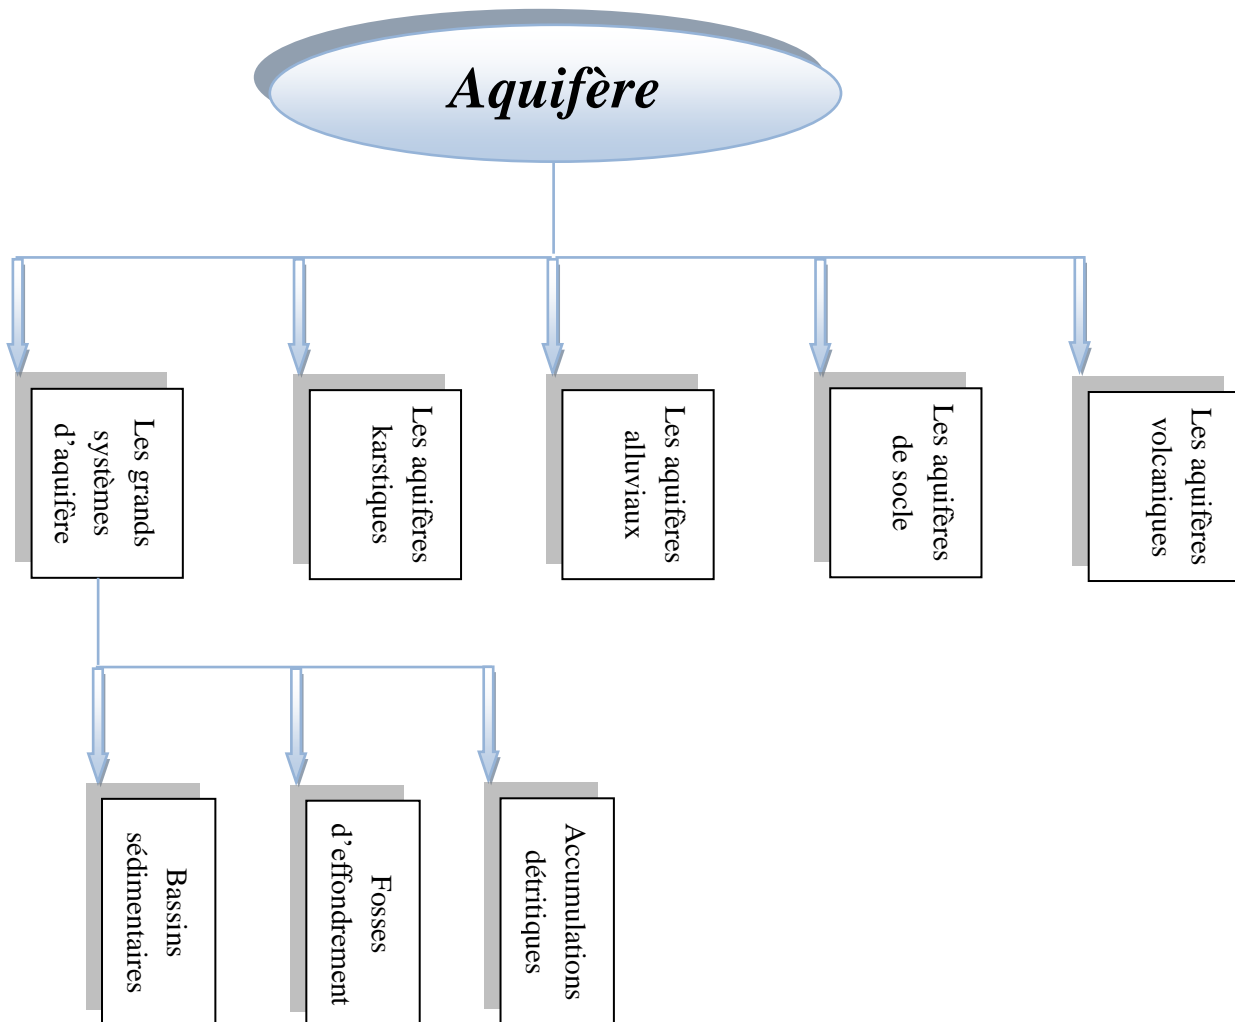 Aquifère
Les grands
systèmes
d'aquifère
Les aquifères
karstiques
Les aquifères
alluviaux
Les aquifères
de socle
Les aquifères
volcaniques
Bassins
sédimentaires
Fosses
d'effondrement
Accumulations
détritiques